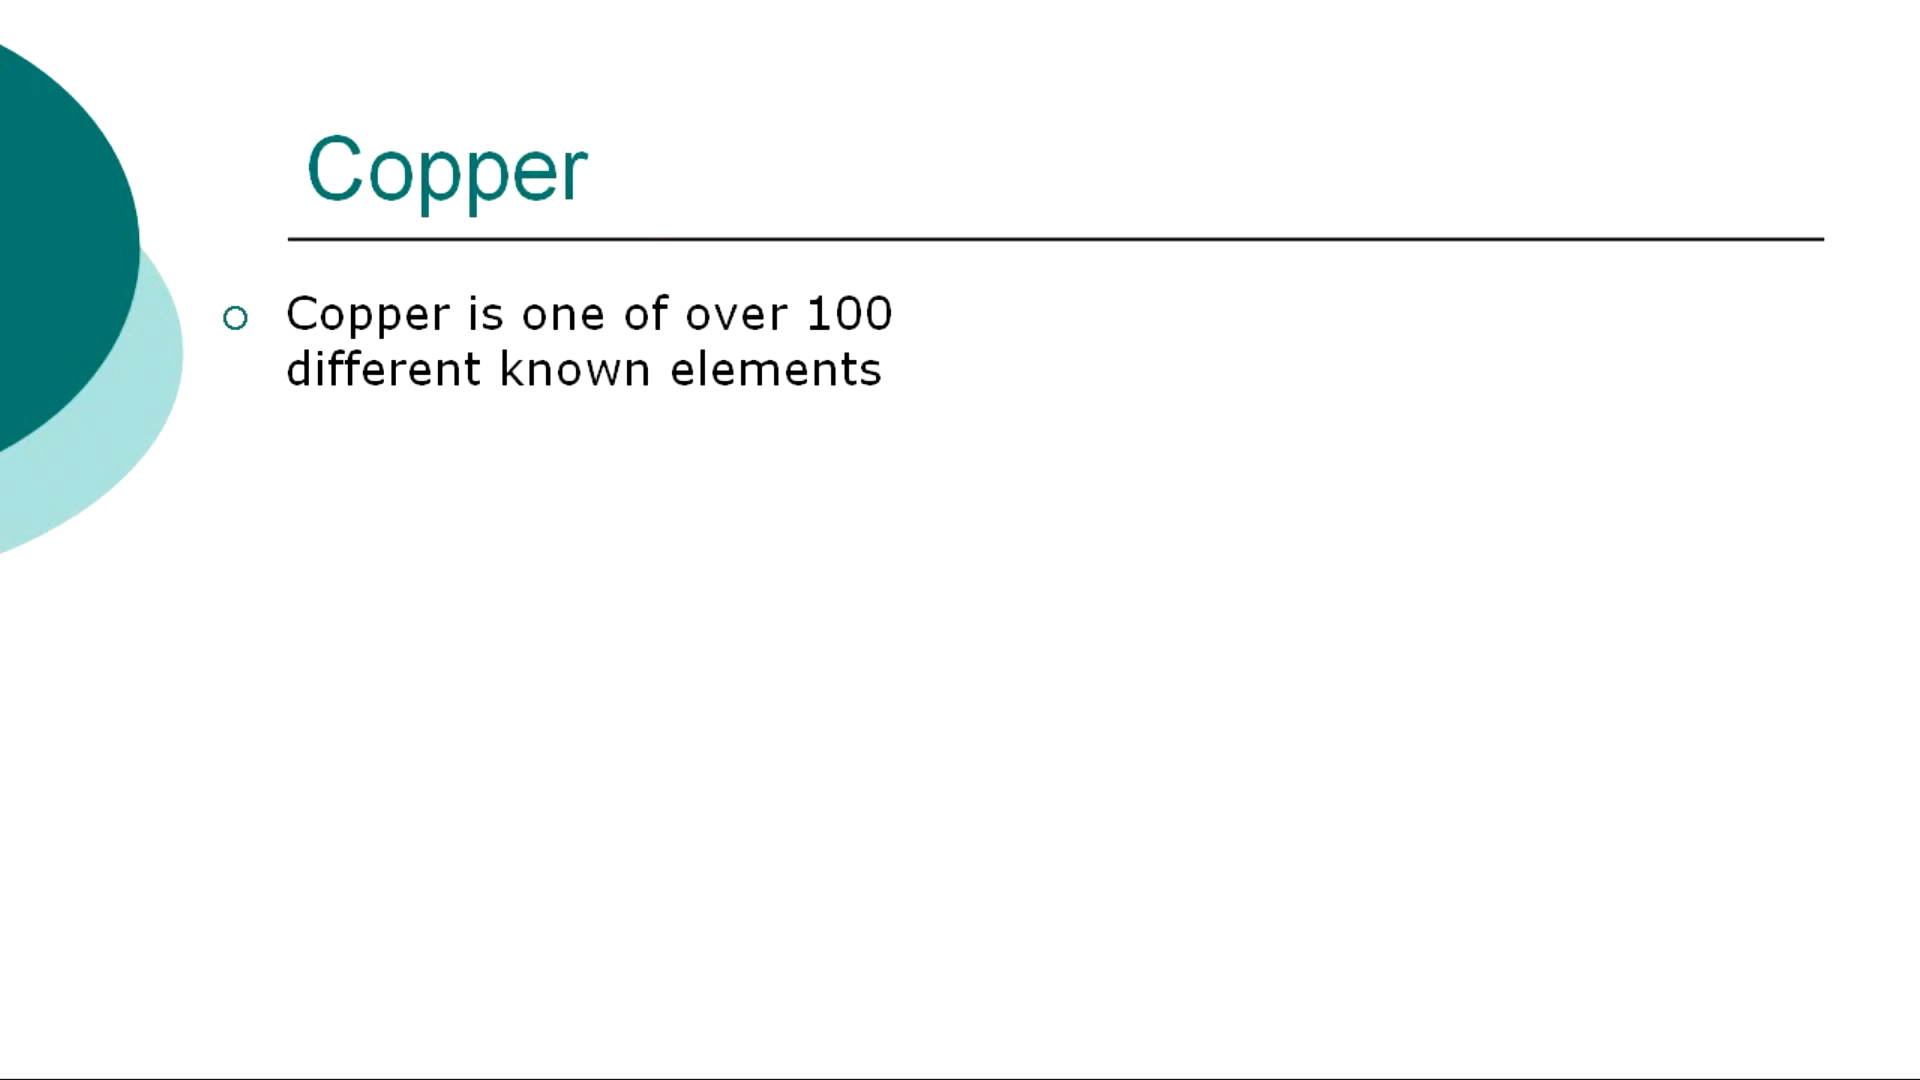 Copper
Copper is one of over 100
different known elements